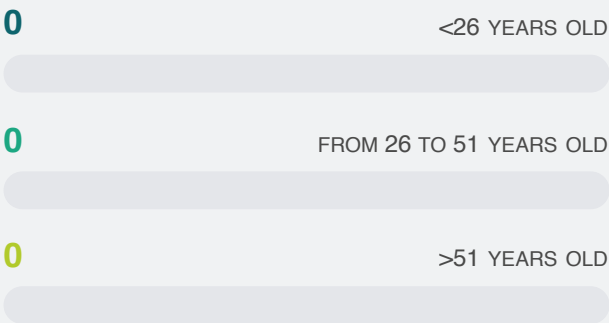 0 <26 YEARS OLD
0 FROM 26 TO 51 YEARS OLD
0 >51 YEARS OLD